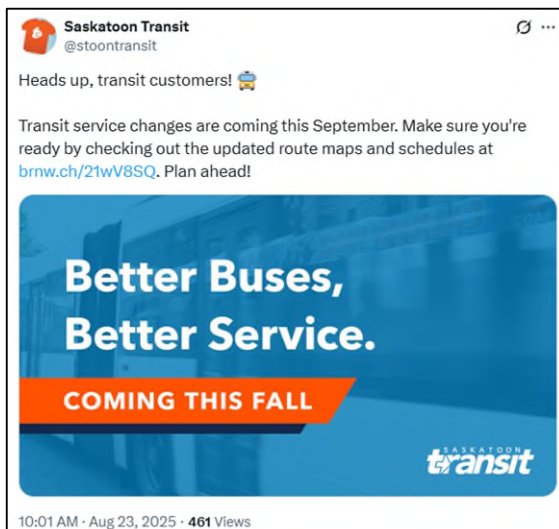 Saskatoon Transit
@stoontransit
Heads up, transit customers!
Transit service changes are coming this September. Make sure you're
ready by checking out the updated route maps and schedules at
brnw.ch/21wV8SQ. Plan ahead!
Better Buses,
Better Service.
COMING THIS FALL
SASKATOON
transit
10:01 AM · Aug 23, 2025 · 461 Views